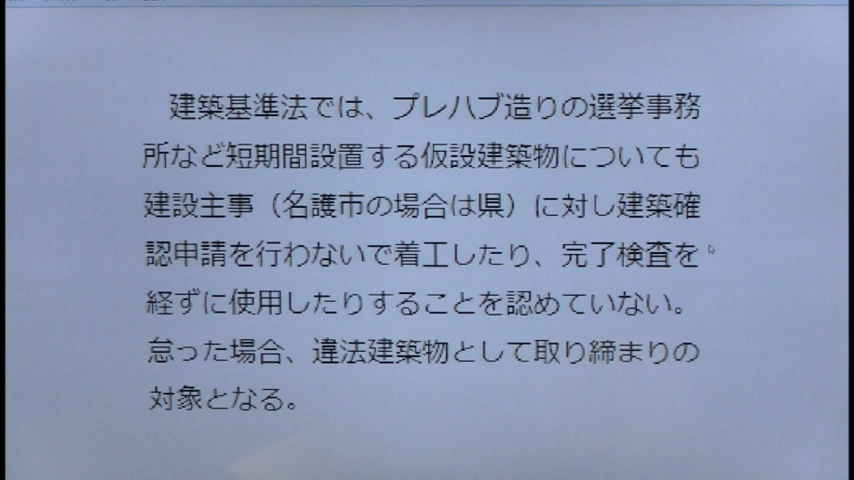 建築基準法では、プレハブ造りの選挙事務
所など短期間設置する仮設建築物についても
建設主事（名護市の場合は県）に対し建築確
認申請を行わないで着工したり、完了検査を
経ずに使用したりすることを認めていない。
怠った場合、違法建築物として取り締まりの
対象となる。